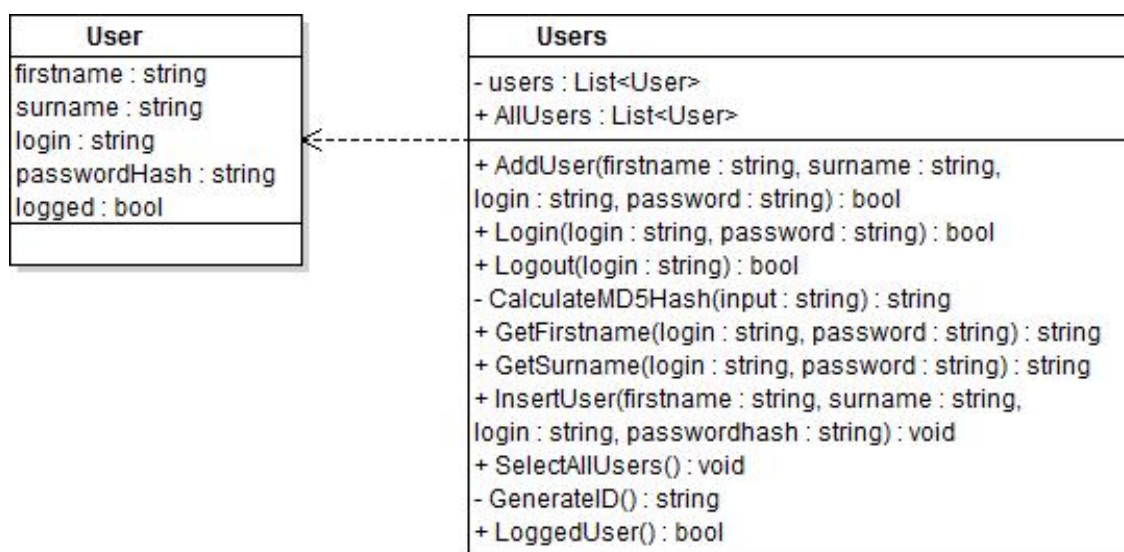 User
firstname : string
surname : string
login : string
passwordHash : string
logged : bool
Users
- users : List<User>
+ AllUsers : List<User>
+ AddUser(firstname : string, surname : string,
login : string, password : string) : bool
+ Login(login : string, password : string) : bool
+ Logout(login : string) : bool
- CalculateMD5Hash(input : string) : string
+ GetFirstname(login : string, password : string) : string
+ GetSurname(login : string, password : string) : string
+ InsertUser(firstname : string, surname : string,
login : string, passwordhash : string) : void
+ SelectAllUsers() : void
- GenerateID() : string
+ LoggedUser() : bool